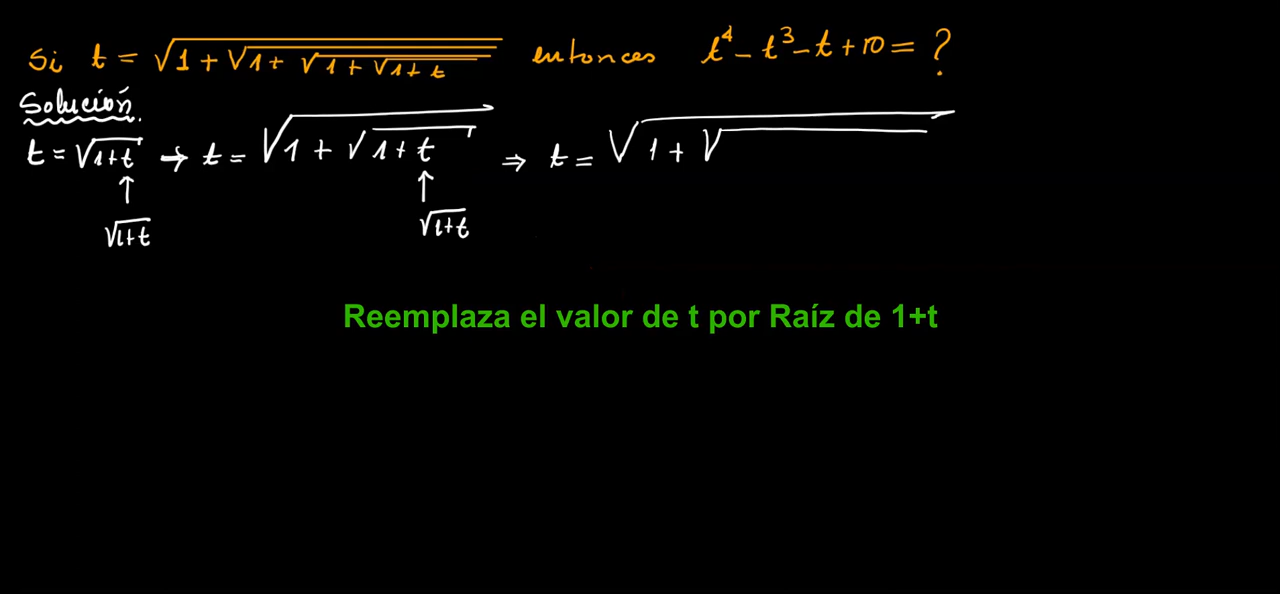 Si t = √(1 + √(1 + √(1 + √(1 + t)))) entonces t⁴ - t³ - t + 10 = ?
Solución.
t = √(1+t) → t = √(1 + √(1 + t)) ⇒ t = √(1 + √
↑ ↑
√(1+t) √(1+t)
Reemplaza el valor de t por Raíz de 1+t